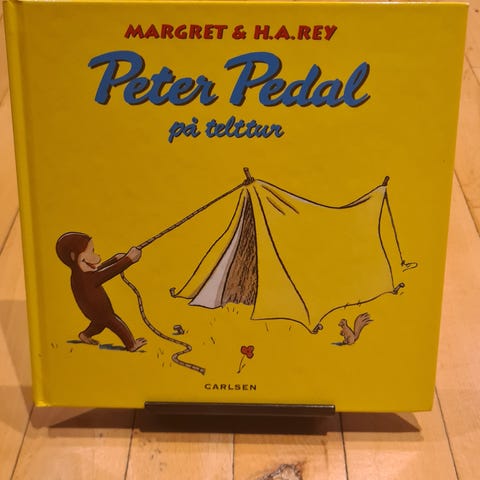 MARGRET & H.A.REY
Peter Pedal
på telttur
CARLSEN